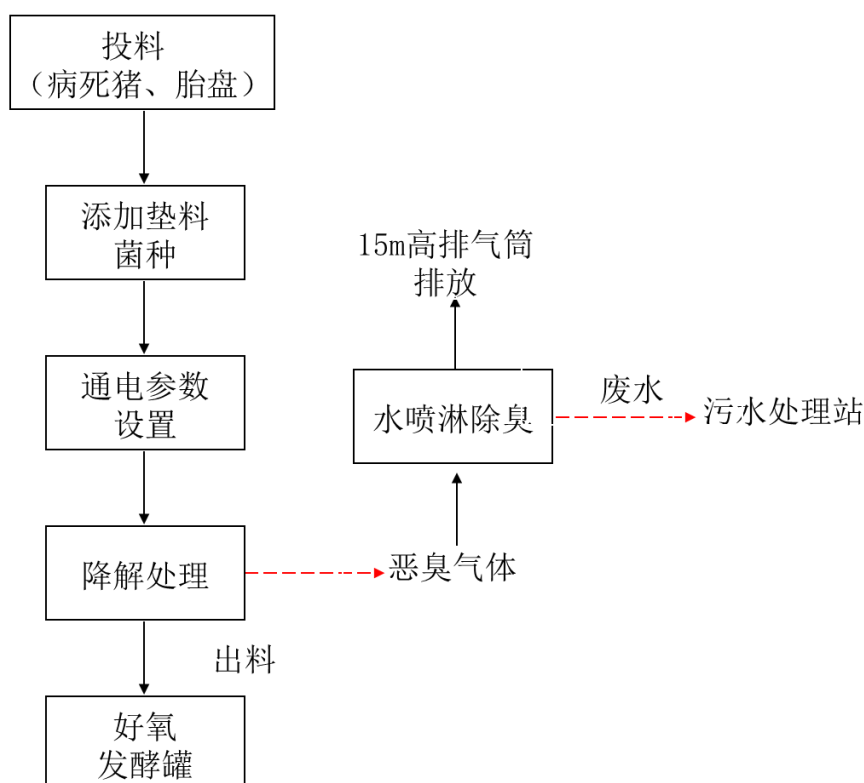 投料
（病死猪、胎盘）
添加垫料
菌种
15m高排气筒
排放
通电参数
设置
水喷淋除臭
废水
污水处理站
降解处理
恶臭气体
出料
好氧
发酵罐